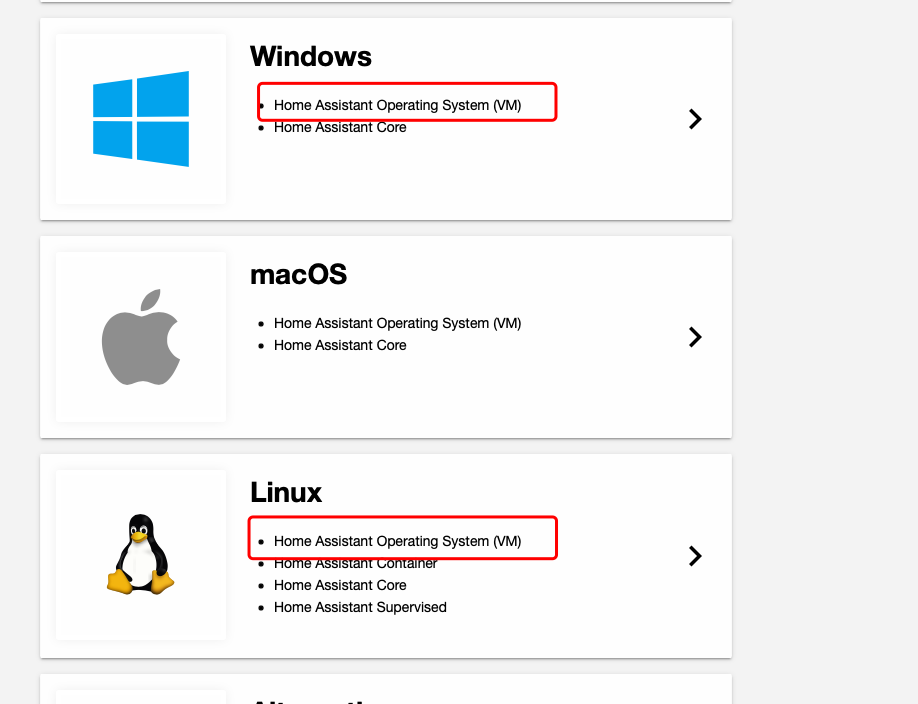 Windows
Home Assistant Operating System (VM)
Home Assistant Core
macOS
Home Assistant Operating System (VM)
Home Assistant Core
Linux
Home Assistant Operating System (VM)
Home Assistant Container
Home Assistant Core
Home Assistant Supervised